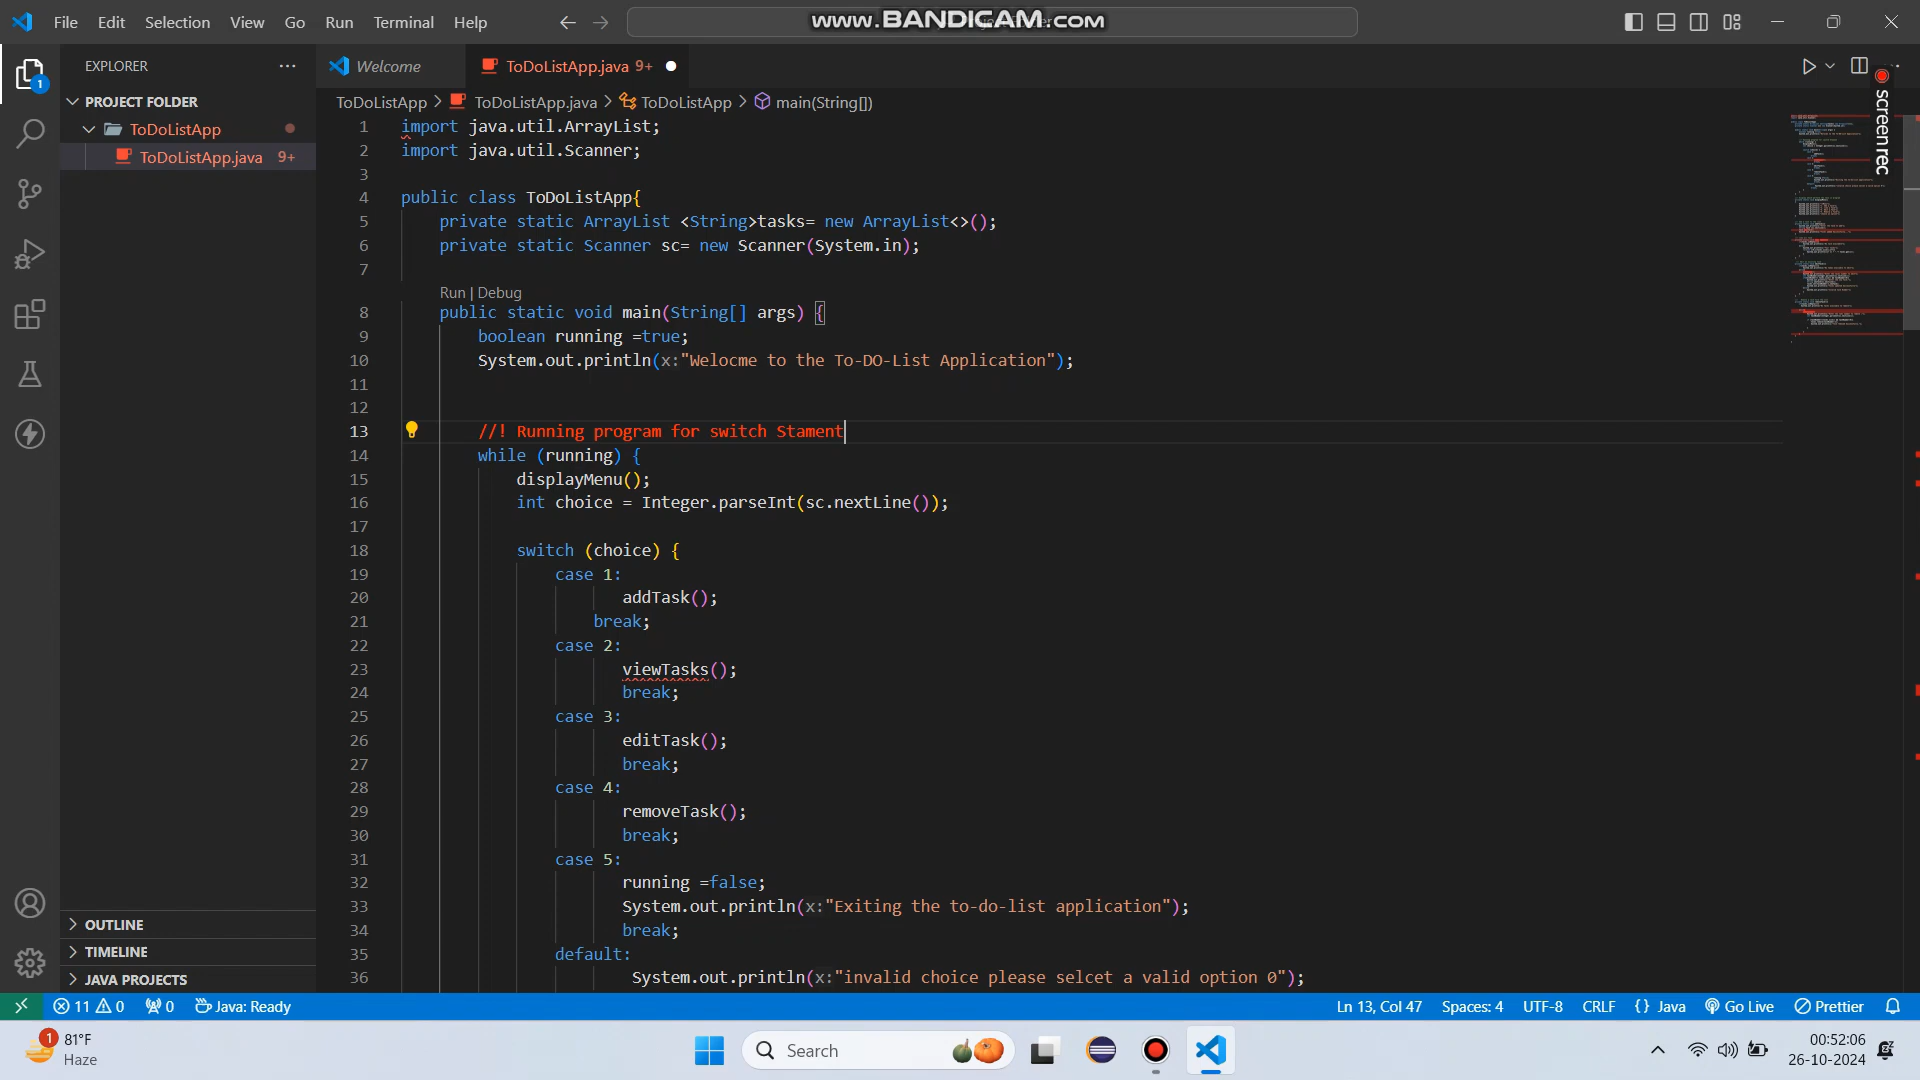 File Edit Selection View Go Run Terminal Help
www.BANDICAM.com
EXPLORER
Welcome
ToDoListApp.java 9+
PROJECT FOLDER
ToDoListApp
ToDoListApp.java 9+
ToDoListApp > ToDoListApp.java > ToDoListApp > main(String[])
screen rec
1 import java.util.ArrayList;
2 import java.util.Scanner;
3
4 public class ToDoListApp{
5 private static ArrayList <String>tasks= new ArrayList<>();
6 private static Scanner sc= new Scanner(System.in);
7
Run | Debug
8 public static void main(String[] args) {
9 boolean running =true;
10 System.out.println(x:"Welocme to the To-DO-List Application");
11
12
13 //! Running program for switch Stament
14 while (running) {
15 displayMenu();
16 int choice = Integer.parseInt(sc.nextLine());
17
18 switch (choice) {
19 case 1:
20 addTask();
21 break;
22 case 2:
23 viewTasks();
24 break;
25 case 3:
26 editTask();
27 break;
28 case 4:
29 removeTask();
30 break;
31 case 5:
32 running =false;
33 System.out.println(x:"Exiting the to-do-list application");
34 break;
35 default:
36 System.out.println(x:"invalid choice please selcet a valid option 0");
OUTLINE
TIMELINE
JAVA PROJECTS
11 0 0 Java: Ready
Ln 13, Col 47 Spaces: 4 UTF-8 CRLF {} Java Go Live Prettier
1
81°F
Haze
Search
00:52:06
26-10-2024